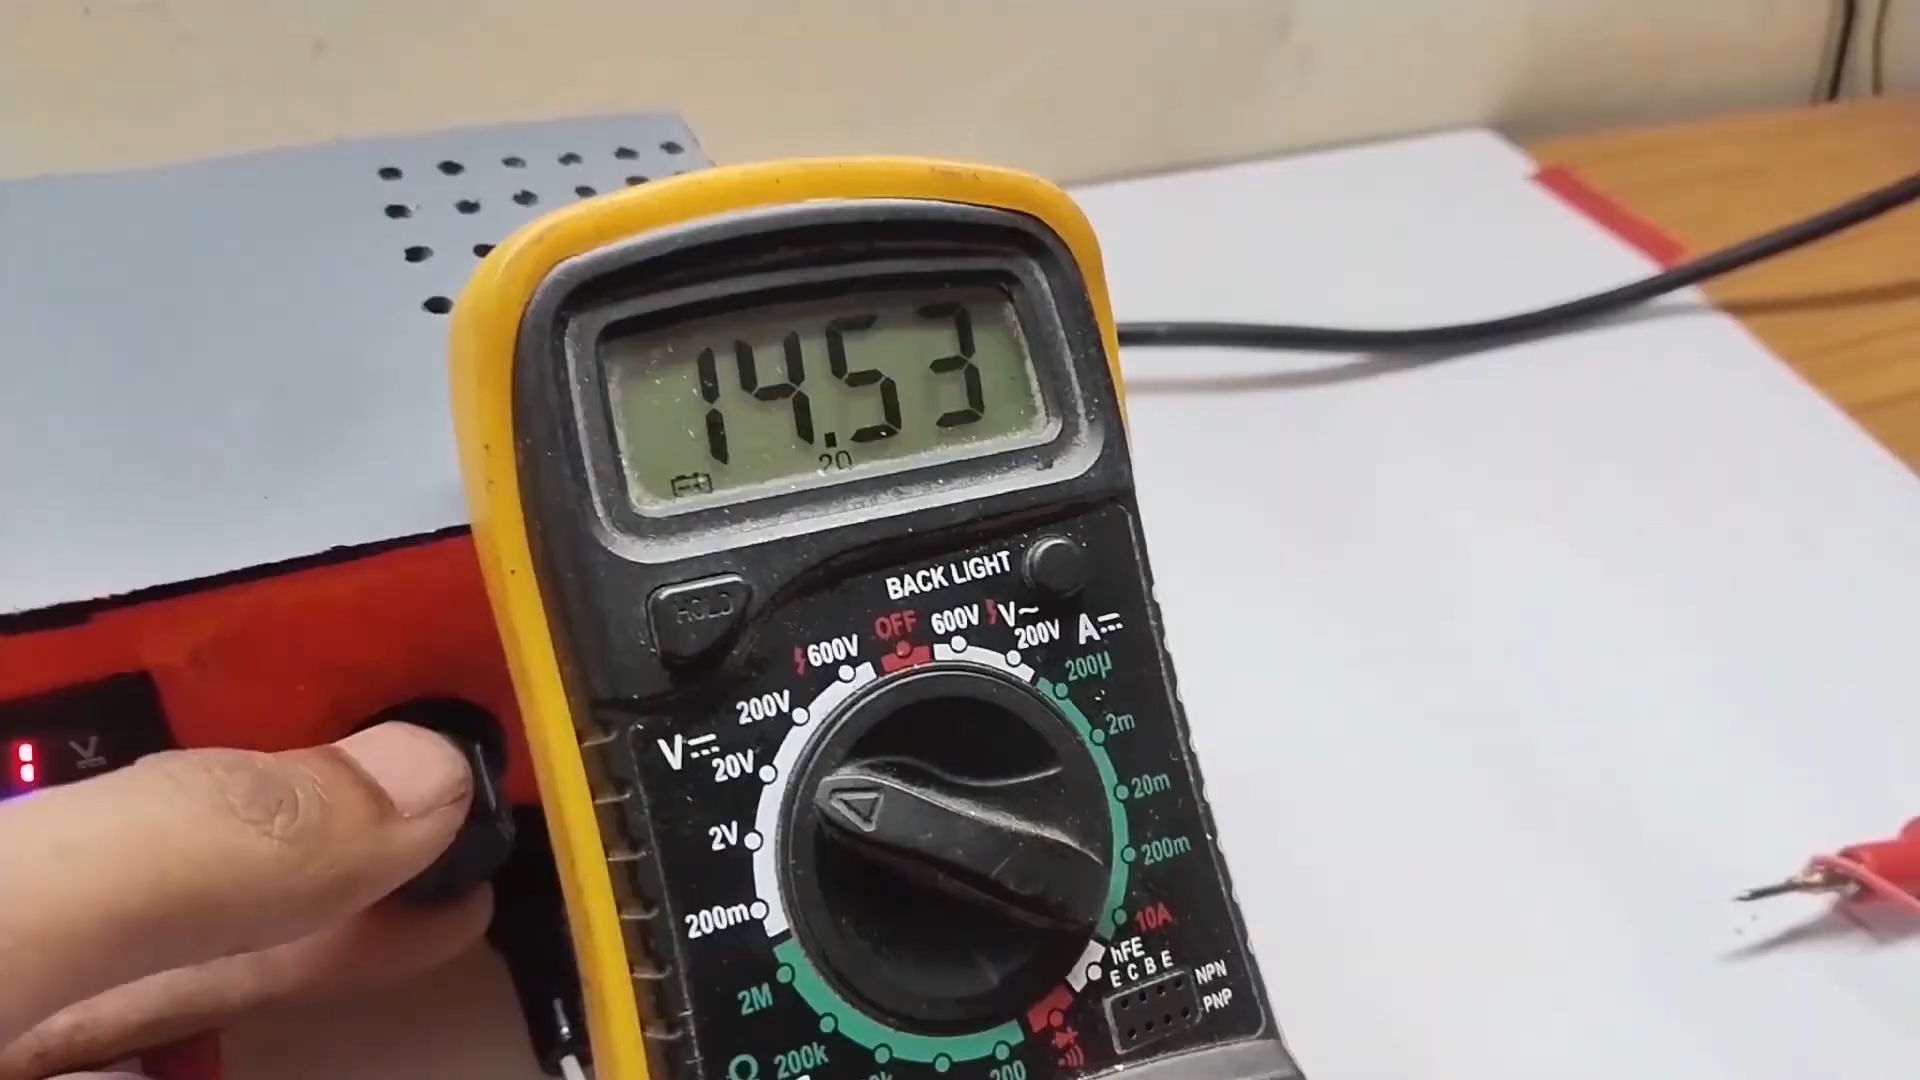 14.53
20
HOLD
BACK LIGHT
OFF
600V
600V V~
200V
200V
A
200µ
V
20V
2m
2V
20m
200m
200m
10A
hFE
E C B E
NPN
PNP
2M
Ω 200k
200
1 V